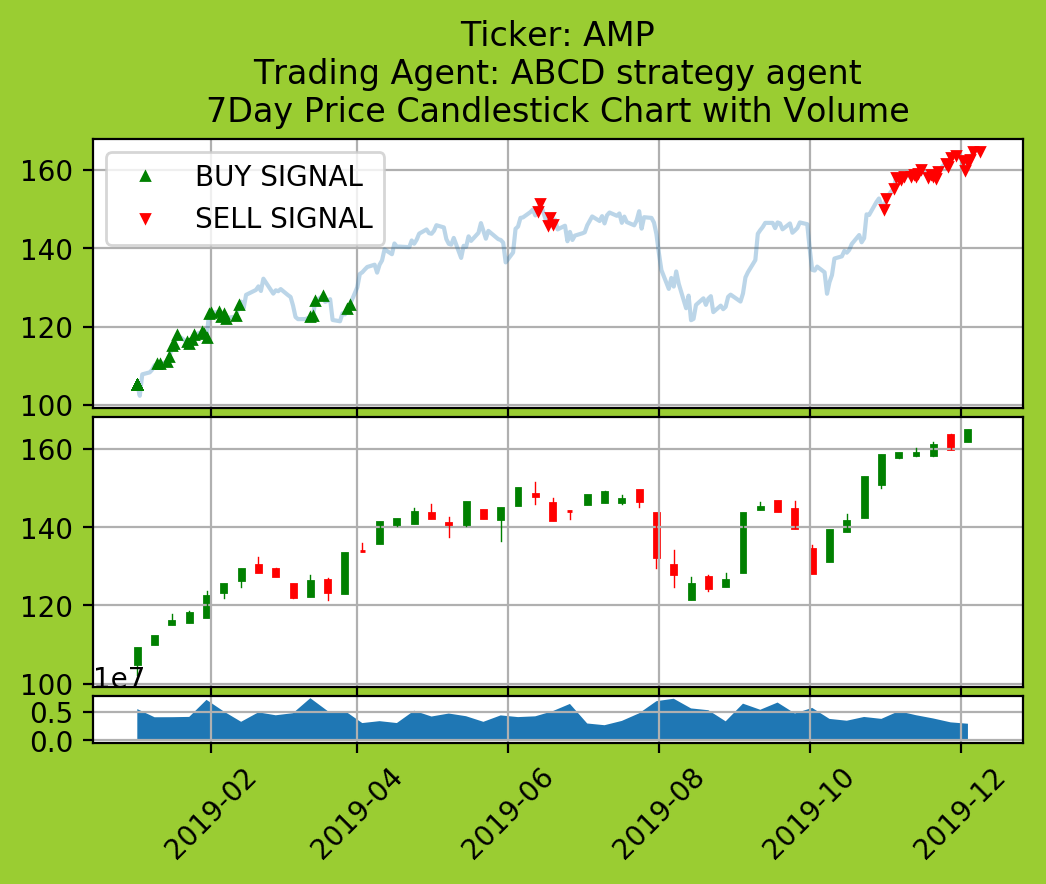 Ticker: AMP
Trading Agent: ABCD strategy agent
7Day Price Candlestick Chart with Volume
BUY SIGNAL
SELL SIGNAL
160
140
120
100
160
140
120
100
1e7
0.5
0.0
2019-02
2019-04
2019-06
2019-08
2019-10
2019-12